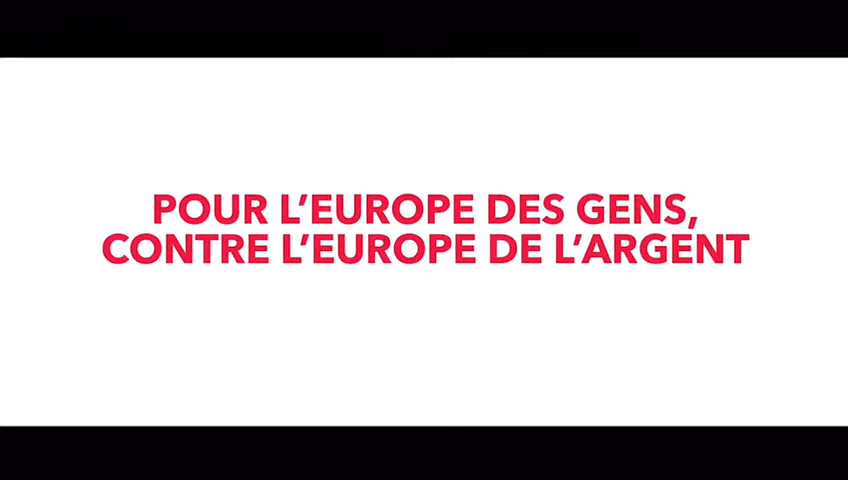 POUR L’EUROPE DES GENS,
CONTRE L’EUROPE DE L’ARGENT